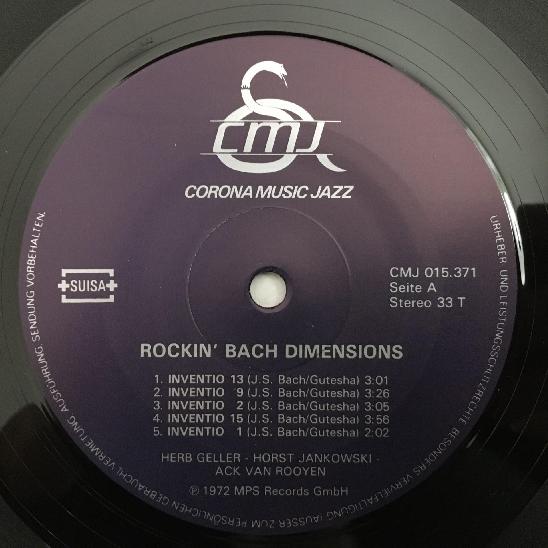 CMJ
CORONA MUSIC JAZZ
SUISA
CMJ 015.371
Seite A
Stereo 33 T
ROCKIN' BACH DIMENSIONS
1. INVENTIO 13 (J.S. Bach/Gutesha) 3:01
2. INVENTIO 9 (J.S. Bach/Gutesha) 3:26
3. INVENTIO 2 (J.S. Bach/Gutesha) 3:05
4. INVENTIO 15 (J.S. Bach/Gutesha) 3:56
5. INVENTIO 1 (J.S. Bach/Gutesha) 2:02
HERB GELLER - HORST JANKOWSKI -
ACK VAN ROOYEN
℗ 1972 MPS Records GmbH
URHEBER- UND LEISTUNGSSCHUTZRECHTE BESONDERS VERVIELFÄLTIGUNG (AUSSER ZUM PERSÖNLICHEN GEBRAUCH), VERMIETUNG, AUSFÜHRUNG, SENDUNG VORBEHALTEN.